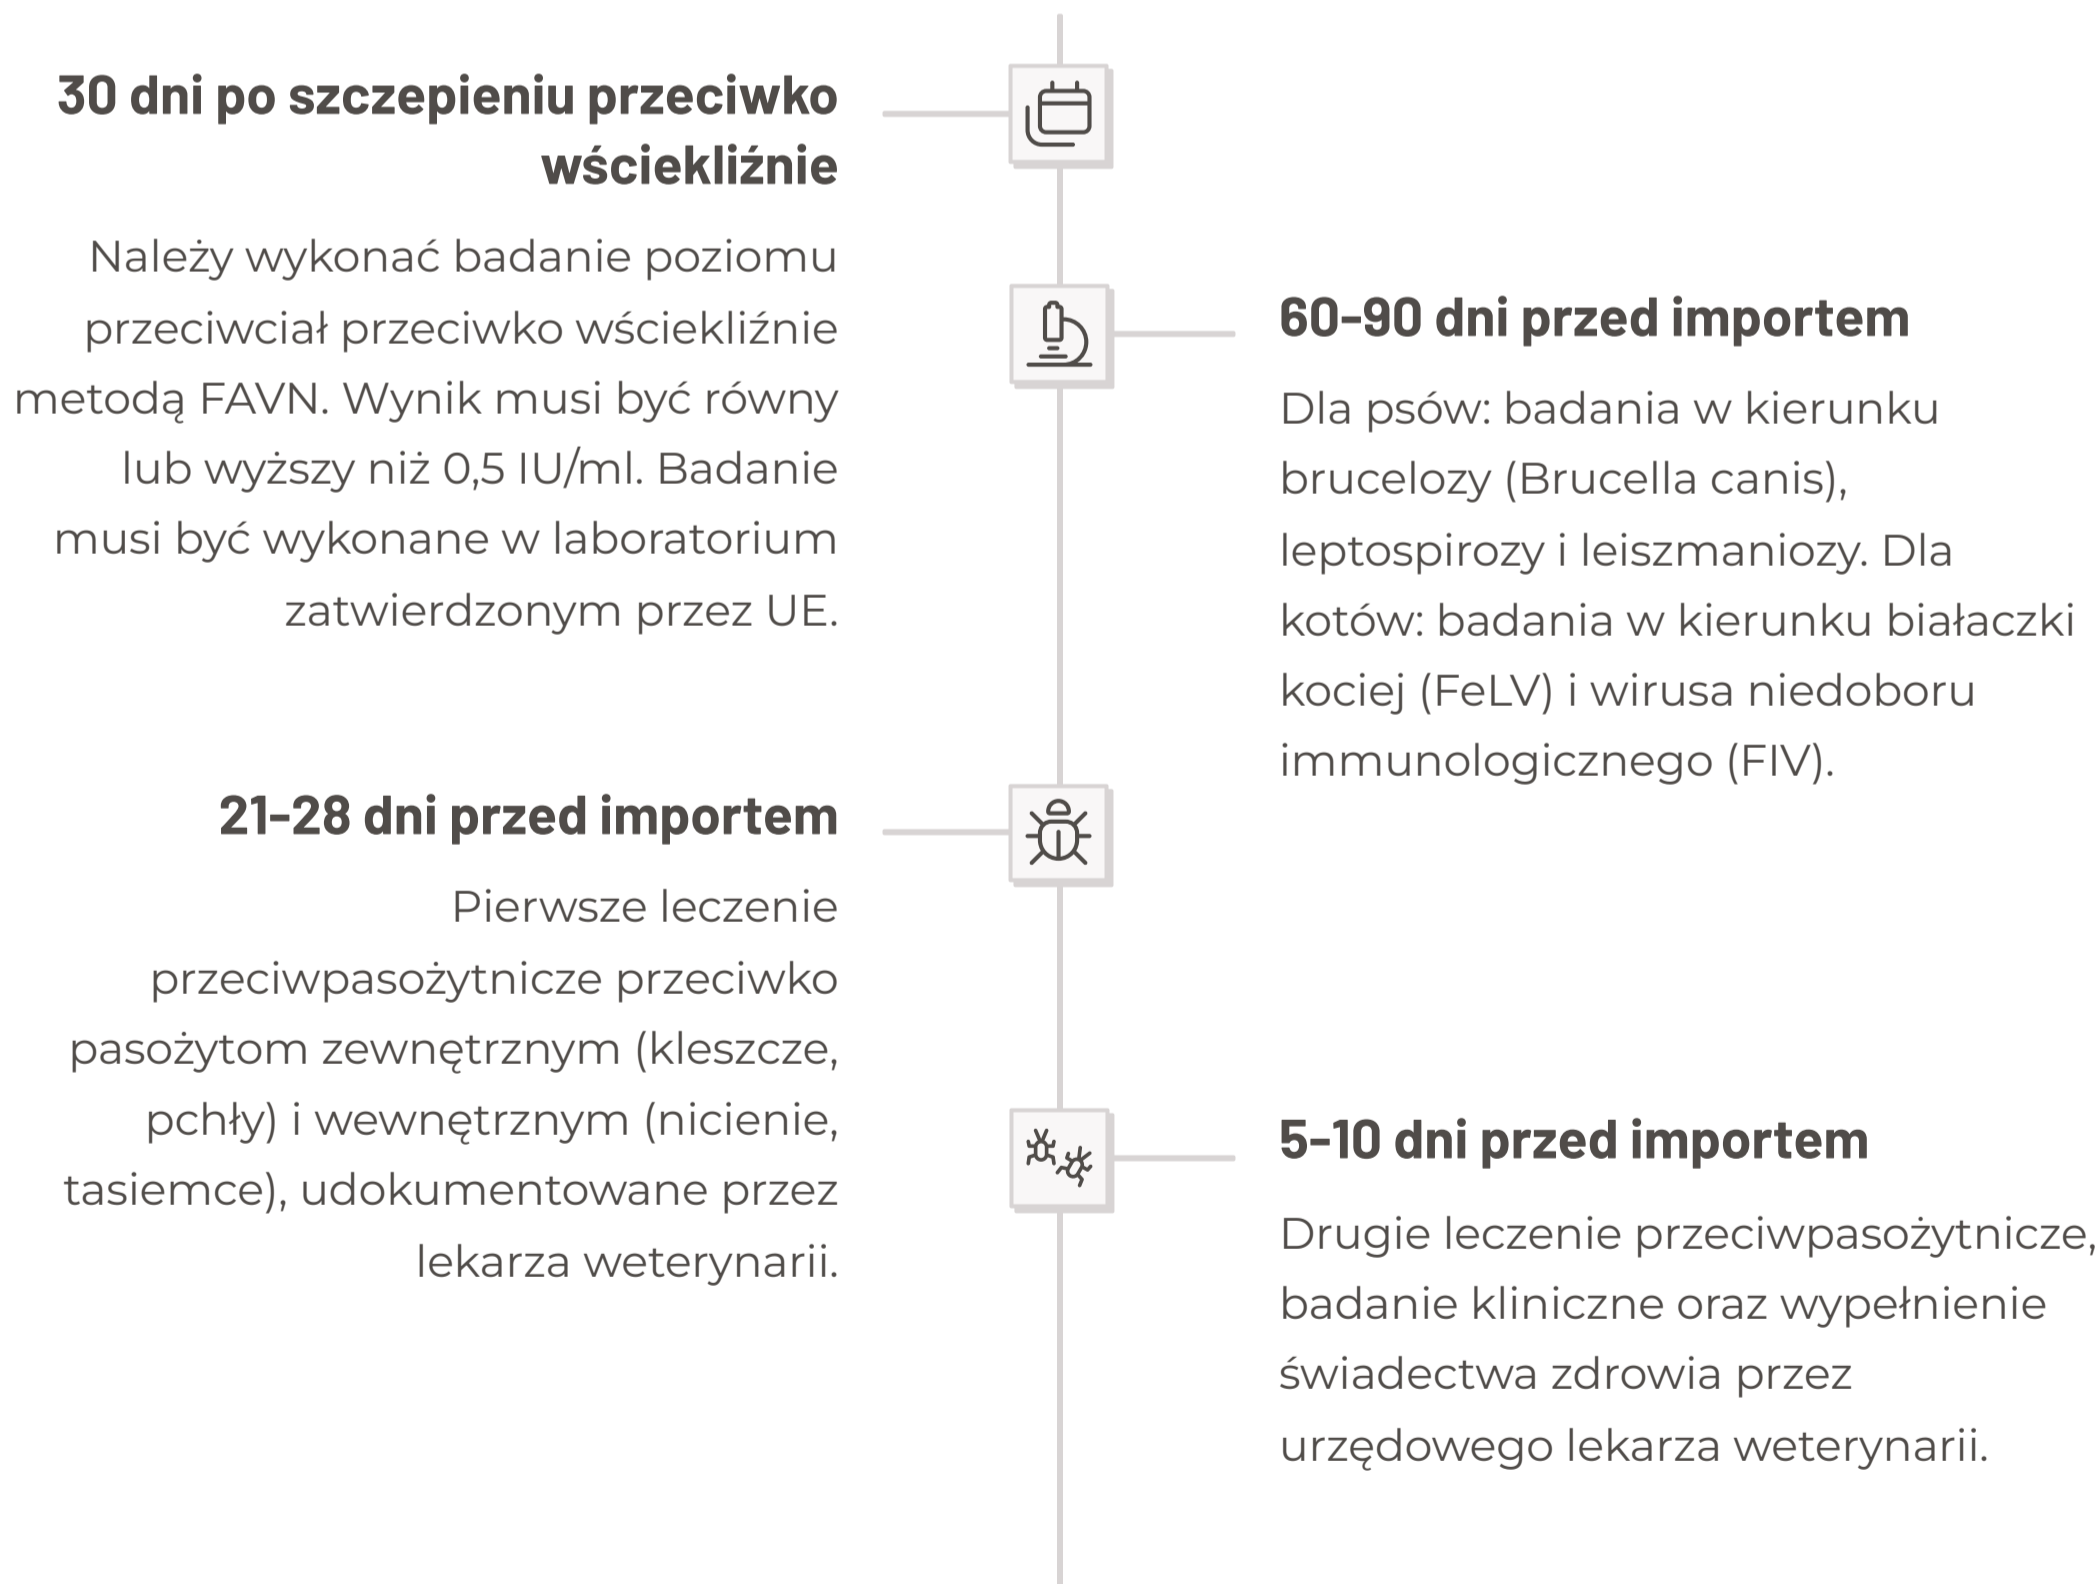 30 dni po szczepieniu przeciwko
wściekliźnie
Należy wykonać badanie poziomu
przeciwciał przeciwko wściekliźnie
metodą FAVN. Wynik musi być równy
lub wyższy niż 0,5 IU/ml. Badanie
musi być wykonane w laboratorium
zatwierdzonym przez UE.
60-90 dni przed importem
Dla psów: badania w kierunku
brucelozy (Brucella canis),
leptospirozy i leiszmaniozy. Dla
kotów: badania w kierunku białaczki
kociej (FeLV) i wirusa niedoboru
immunologicznego (FIV).
21-28 dni przed importem
Pierwsze leczenie
przeciwpasożytnicze przeciwko
pasożytom zewnętrznym (kleszcze,
pchły) i wewnętrznym (nicienie,
tasiemce), udokumentowane przez
lekarza weterynarii.
5-10 dni przed importem
Drugie leczenie przeciwpasożytnicze,
badanie kliniczne oraz wypełnienie
świadectwa zdrowia przez
urzędowego lekarza weterynarii.